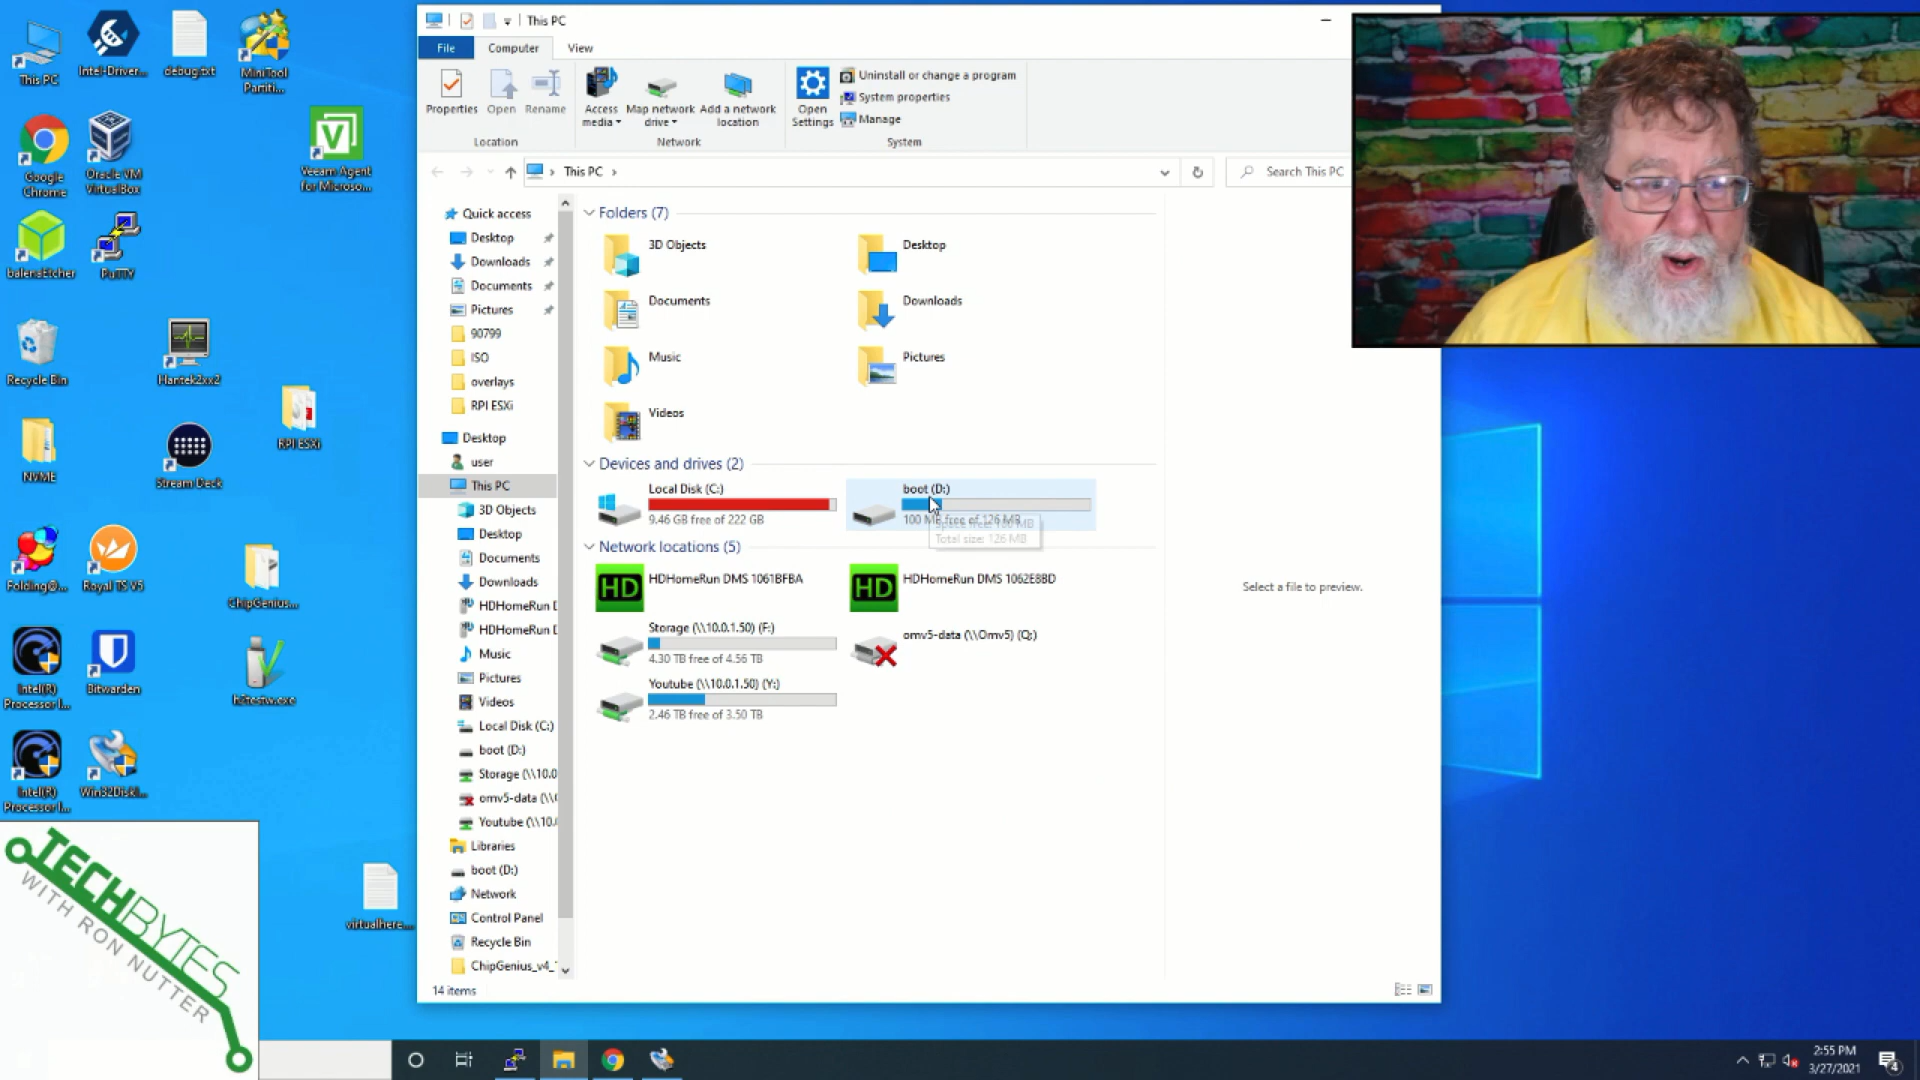 This PC
File
Computer
View
Properties
Open
Rename
Access media
Map network drive
Add a network location
Open Settings
Uninstall or change a program
System properties
Manage
Location
Network
System
This PC
Search This PC
Quick access
Desktop
Downloads
Documents
Pictures
90799
ISO
overlays
RPI ESXi
Desktop
user
This PC
3D Objects
Desktop
Documents
Downloads
HDHomeRun D
HDHomeRun D
Music
Pictures
Videos
Local Disk (C:)
boot (D:)
Storage (\\10.0
omv5-data (\\
Youtube (\\10.
Libraries
boot (D:)
Network
Control Panel
Recycle Bin
ChipGenius_v4_
14 items
Folders (7)
3D Objects
Desktop
Documents
Downloads
Music
Pictures
Videos
Devices and drives (2)
Local Disk (C:)
9.46 GB free of 222 GB
boot (D:)
100 MB free of 126 MB
Total size: 126 MB
Network locations (5)
HD
HDHomeRun DMS 1061BFBA
HD
HDHomeRun DMS 1062E8BD
Storage (\\10.0.1.50) (F:)
4.30 TB free of 4.56 TB
omv5-data (\\Omv5) (Q:)
Youtube (\\10.0.1.50) (Y:)
2.46 TB free of 3.50 TB
Select a file to preview.
This PC
Intel-Driver...
debug.txt
MiniTool
Partiti...
Google
Chrome
Oracle VM
VirtualBox
Veeam Agent
for Microso...
balenaEtcher
PuTTY
Recycle Bin
Hantek2xx2
RPI ESXi
NVME
Stream Deck
Folding@...
Royal TS V5
ChipGenius...
Intel(R)
Processor I...
Bitwarden
h2testw.exe
Intel(R)
Processor I...
Win32DiskI...
virtualhere...
TECHBYTES
WITH RON NUTTER
2:55 PM
3/27/2021
4